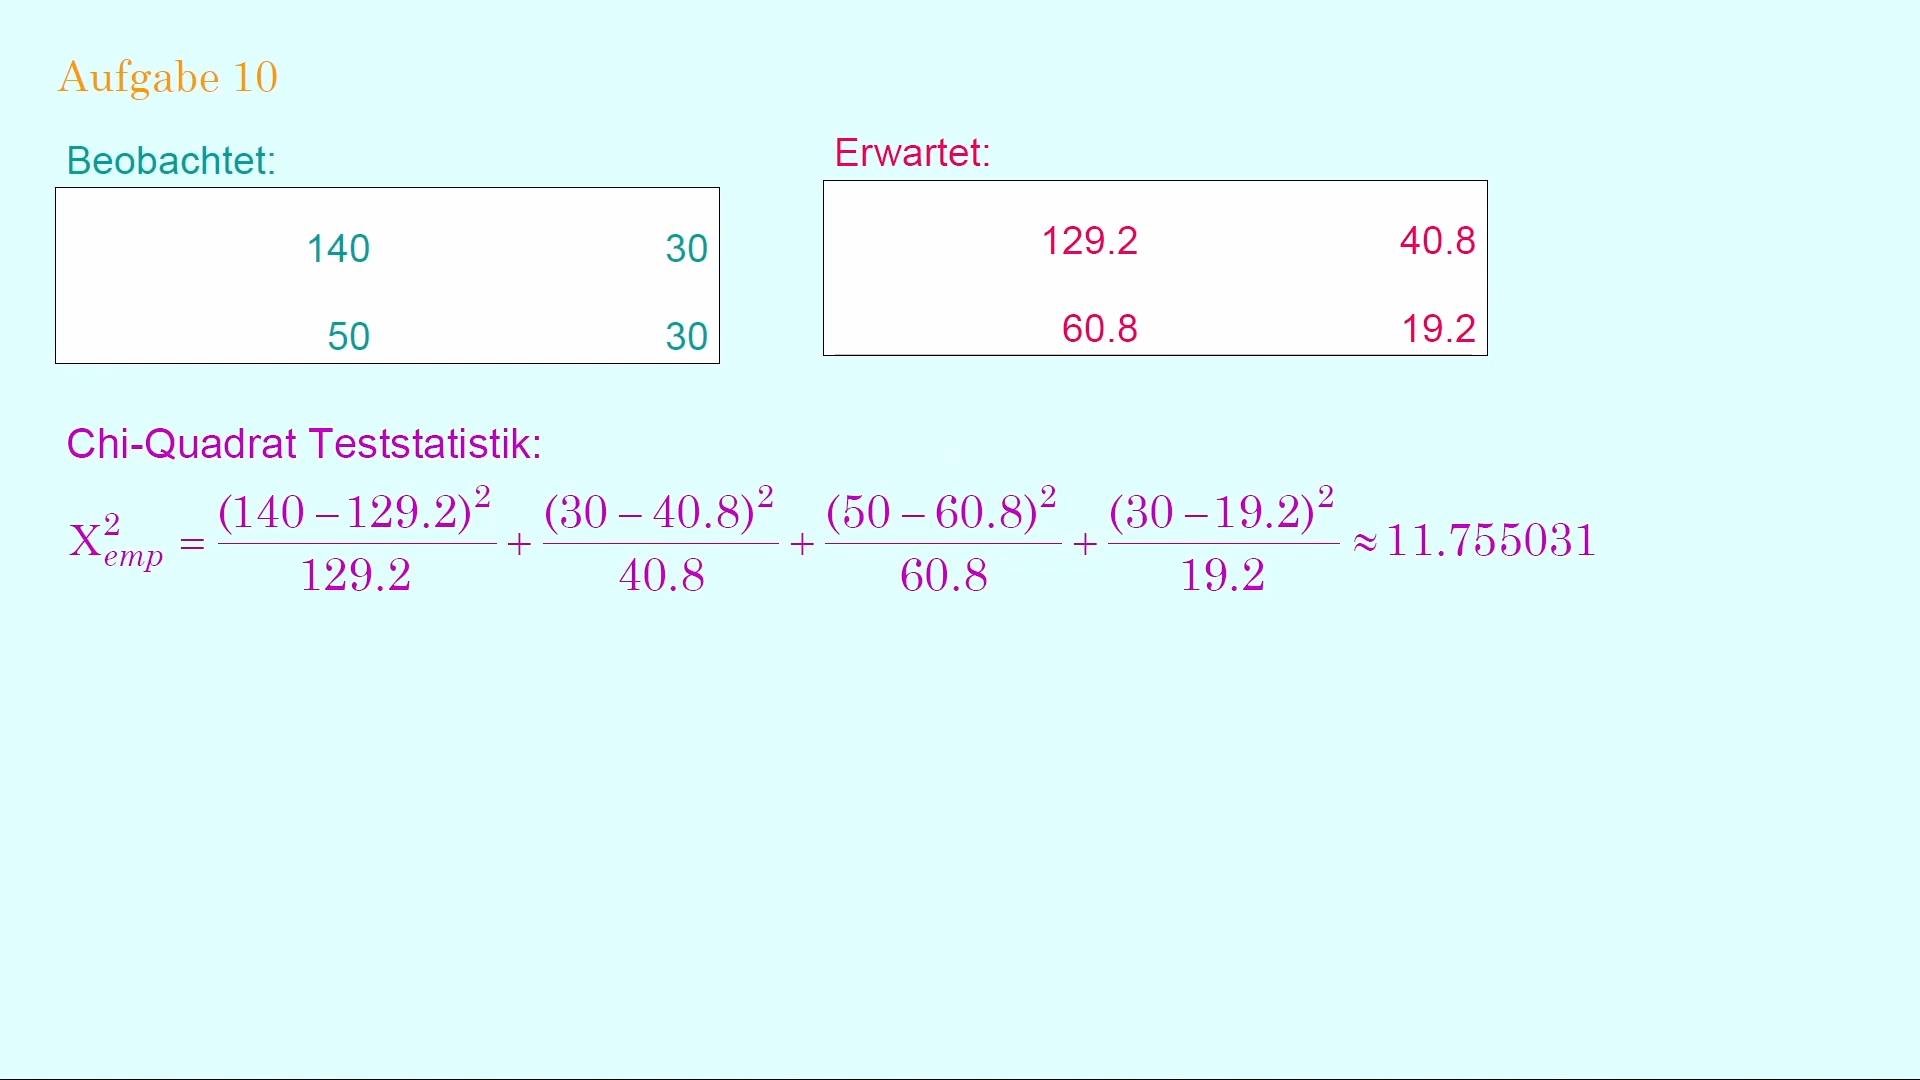 Aufgabe 10
Beobachtet:
Erwartet:
140 30
50 30
129.2 40.8
60.8 19.2
Chi-Quadrat Teststatistik:
X²_emp = (140 – 129.2)²/129.2 + (30 – 40.8)²/40.8 + (50 – 60.8)²/60.8 + (30 – 19.2)²/19.2 ≈ 11.755031